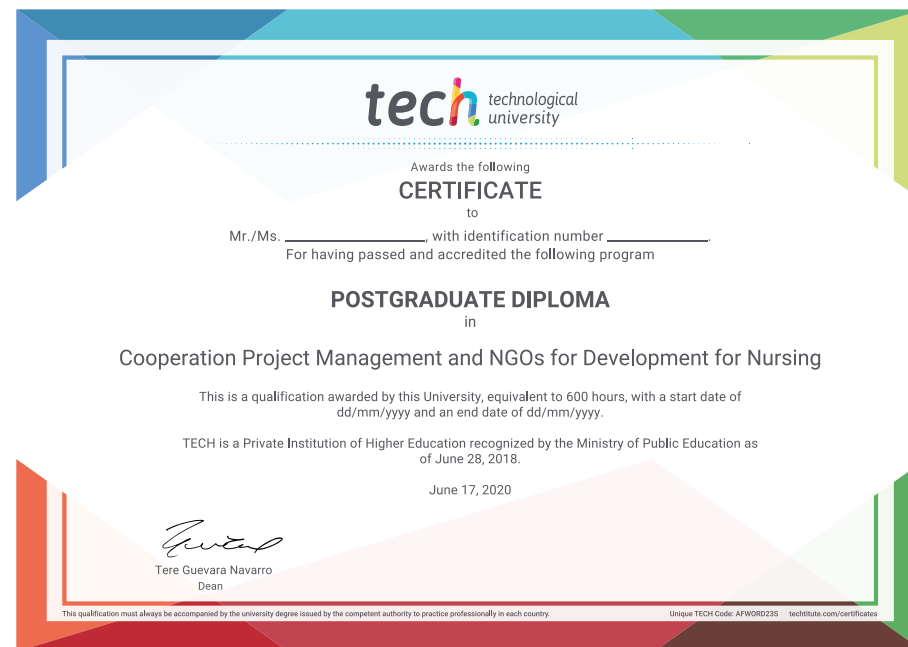 tech technological
university
Awards the following
CERTIFICATE
to
Mr./Ms. ____________________, with identification number ______________.
For having passed and accredited the following program
POSTGRADUATE DIPLOMA
in
Cooperation Project Management and NGOs for Development for Nursing
This is a qualification awarded by this University, equivalent to 600 hours, with a start date of
dd/mm/yyyy and an end date of dd/mm/yyyy.
TECH is a Private Institution of Higher Education recognized by the Ministry of Public Education as
of June 28, 2018.
June 17, 2020
Tere Guevara Navarro
Dean
This qualification must always be accompanied by the university degree issued by the competent authority to practice professionally in each country. Unique TECH Code: AFWORD23S techtitute.com/certificates